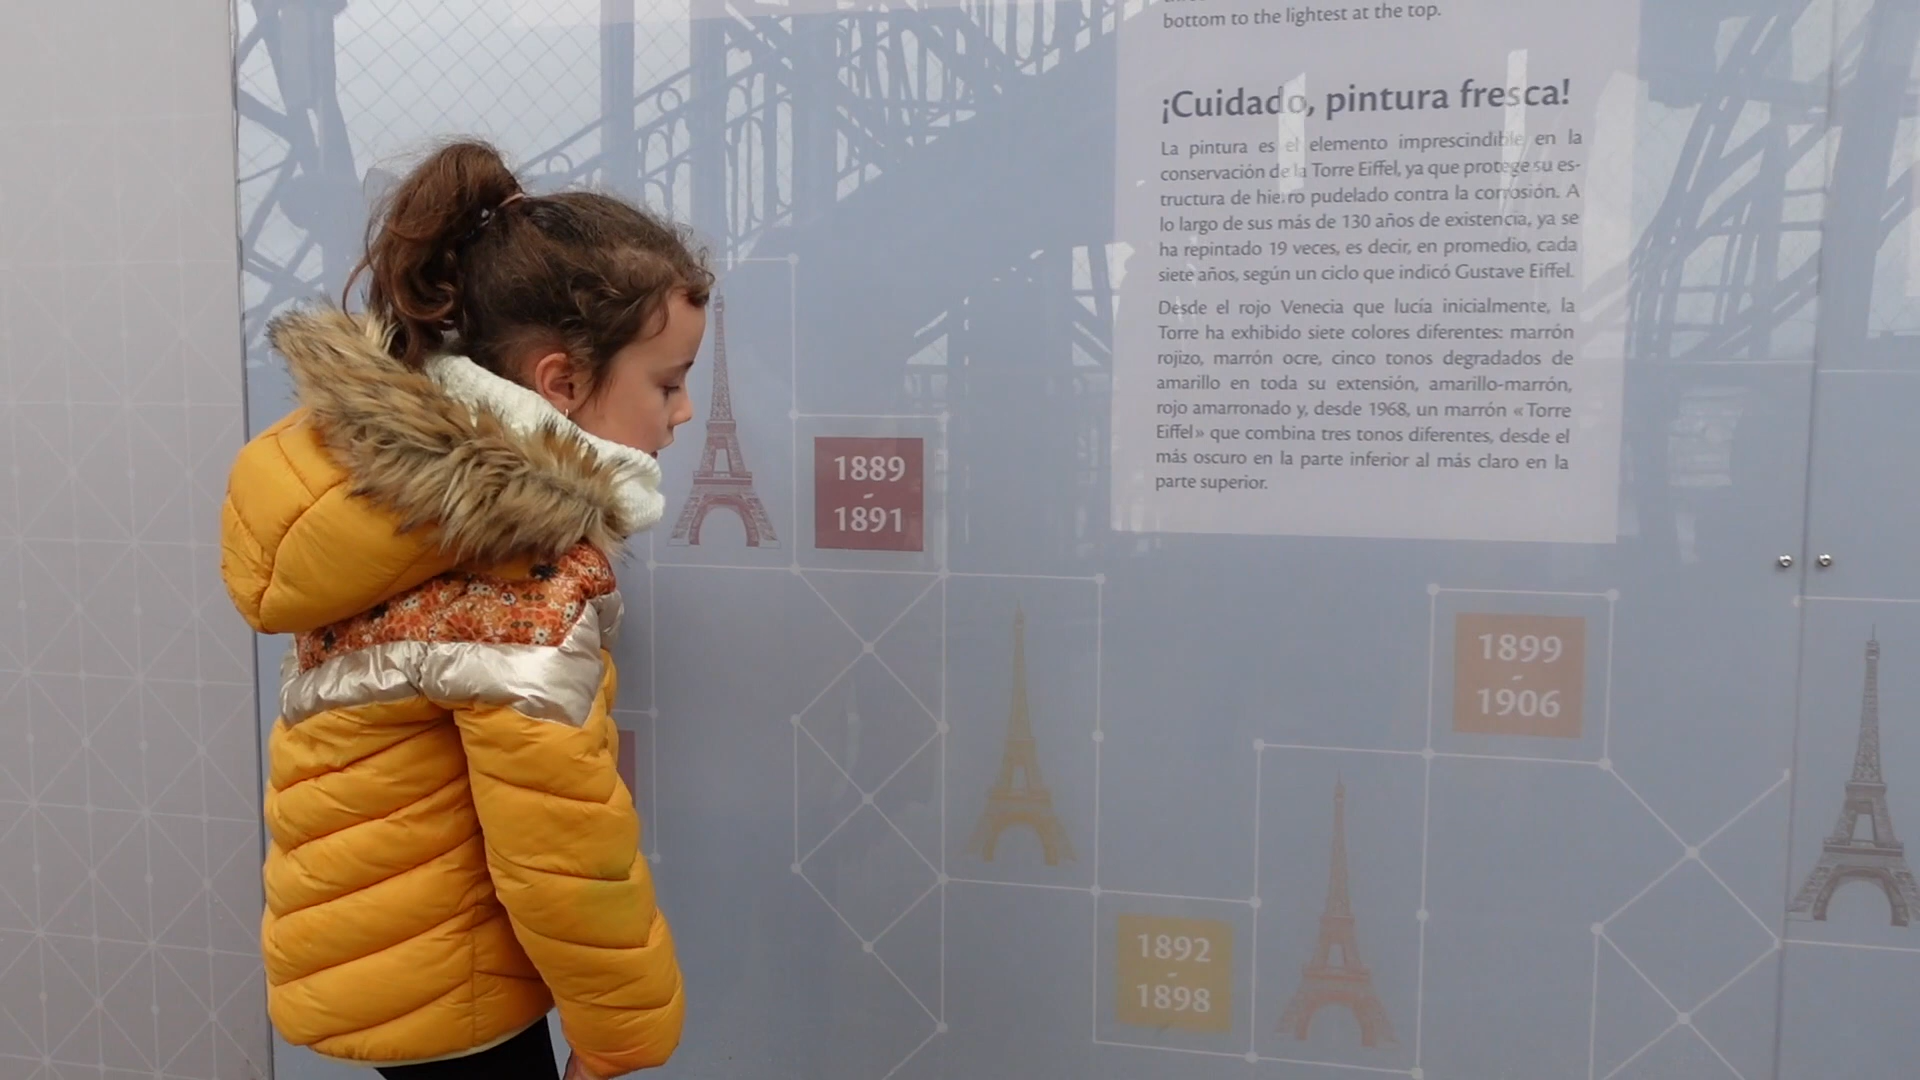 bottom to the lightest at the top.
¡Cuidado, pintura fresca!
La pintura es el elemento imprescindible en la
conservación de la Torre Eiffel, ya que protege su es-
tructura de hierro pudelado contra la corrosión. A
lo largo de sus más de 130 años de existencia, ya se
ha repintado 19 veces, es decir, en promedio, cada
siete años, según un ciclo que indicó Gustave Eiffel.
Desde el rojo Venecia que lucía inicialmente, la
Torre ha exhibido siete colores diferentes: marrón
rojizo, marrón ocre, cinco tonos degradados de
amarillo en toda su extensión, amarillo-marrón,
rojo amarronado y, desde 1968, un marrón « Torre
Eiffel » que combina tres tonos diferentes, desde el
más oscuro en la parte inferior al más claro en la
parte superior.
1889
-
1891
1899
-
1906
1892
-
1898